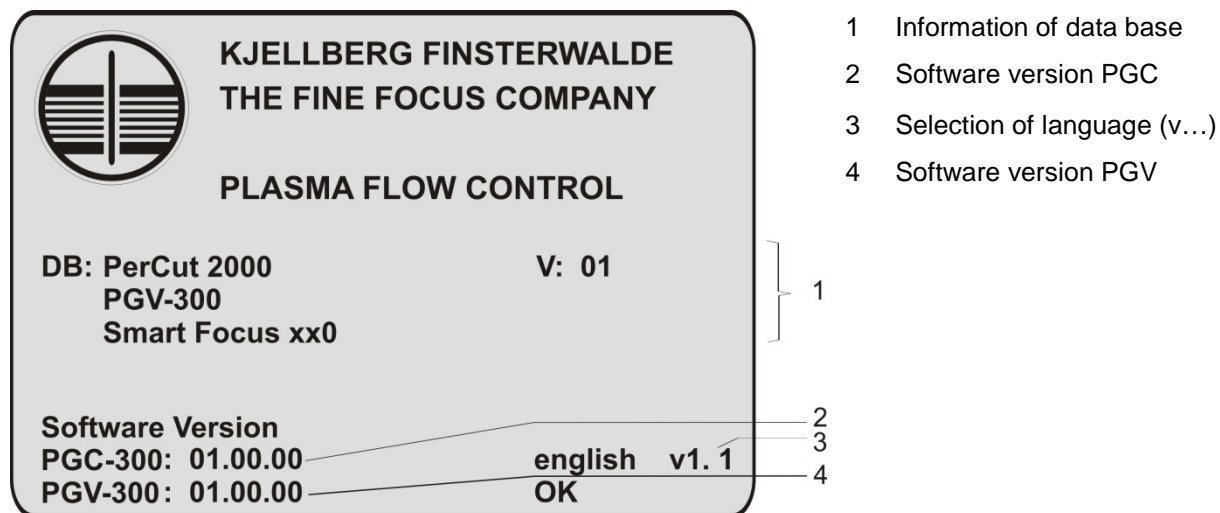 KJELLBERG FINSTERWALDE
THE FINE FOCUS COMPANY
PLASMA FLOW CONTROL
DB: PerCut 2000 V: 01
PGV-300
Smart Focus xx0
1
Software Version
2
PGC-300: 01.00.00 english v1. 1
3
PGV-300: 01.00.00 OK
4
1 Information of data base
2 Software version PGC
3 Selection of language (v…)
4 Software version PGV